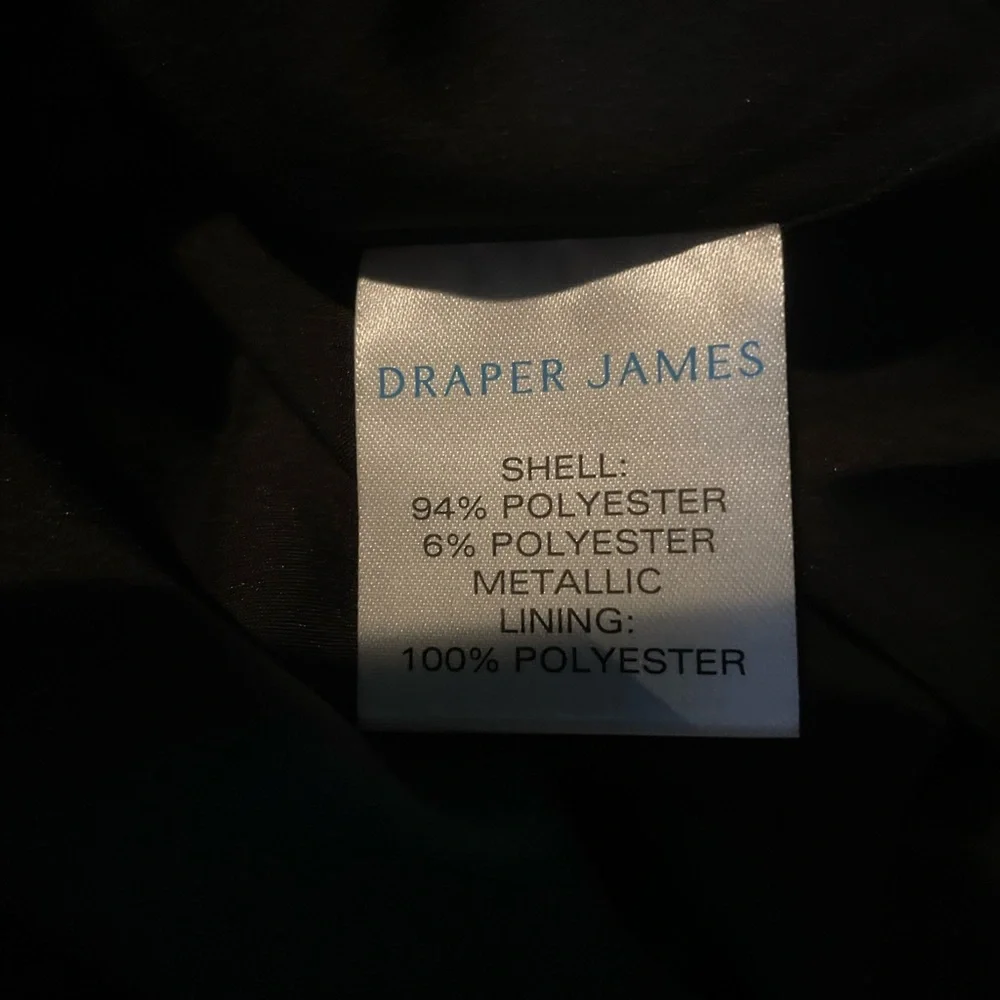 DRAPER JAMES
SHELL:
94% POLYESTER
6% POLYESTER
METALLIC
LINING:
100% POLYESTER